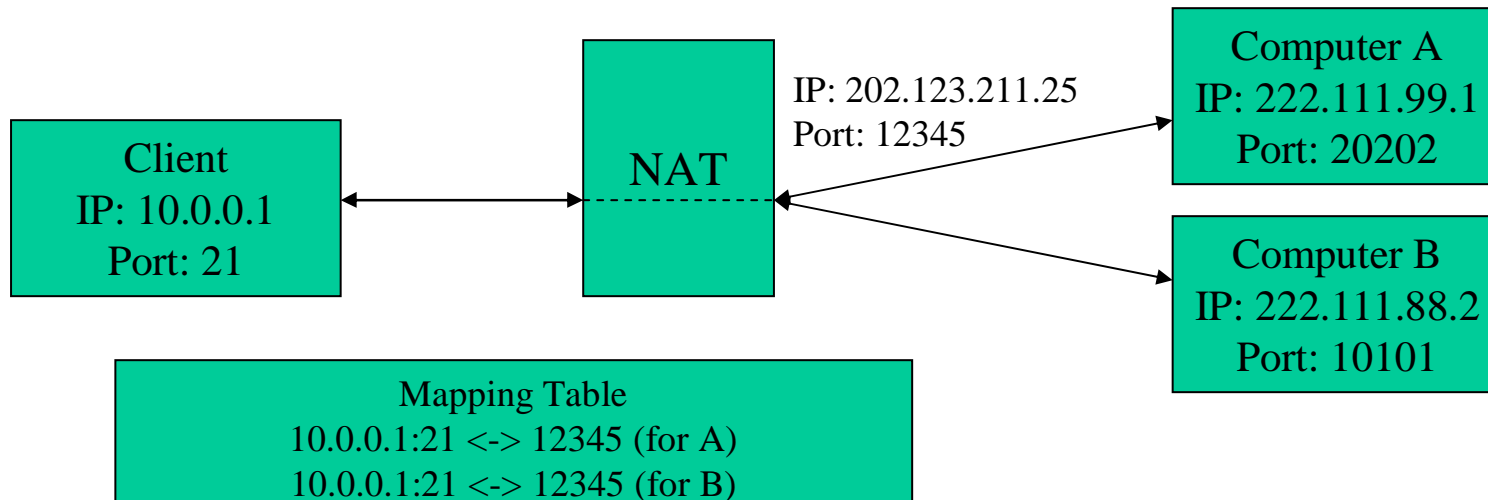 Client
IP: 10.0.0.1
Port: 21
NAT
IP: 202.123.211.25
Port: 12345
Computer A
IP: 222.111.99.1
Port: 20202
Computer B
IP: 222.111.88.2
Port: 10101
Mapping Table
10.0.0.1:21 <-> 12345 (for A)
10.0.0.1:21 <-> 12345 (for B)